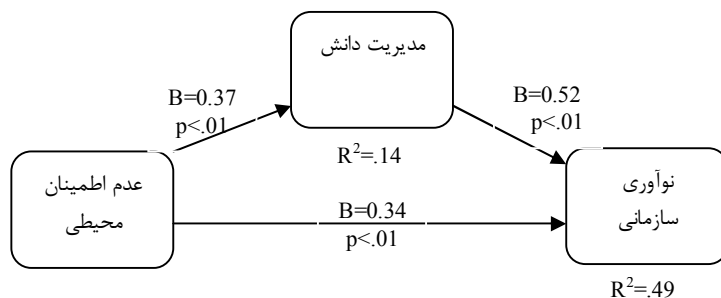 مدیریت دانش
B=0.37
p<.01
B=0.52
p<.01
R²=.14
عدم اطمینان
محیطی
B=0.34
p<.01
نوآوری
سازمانی
R²=.49